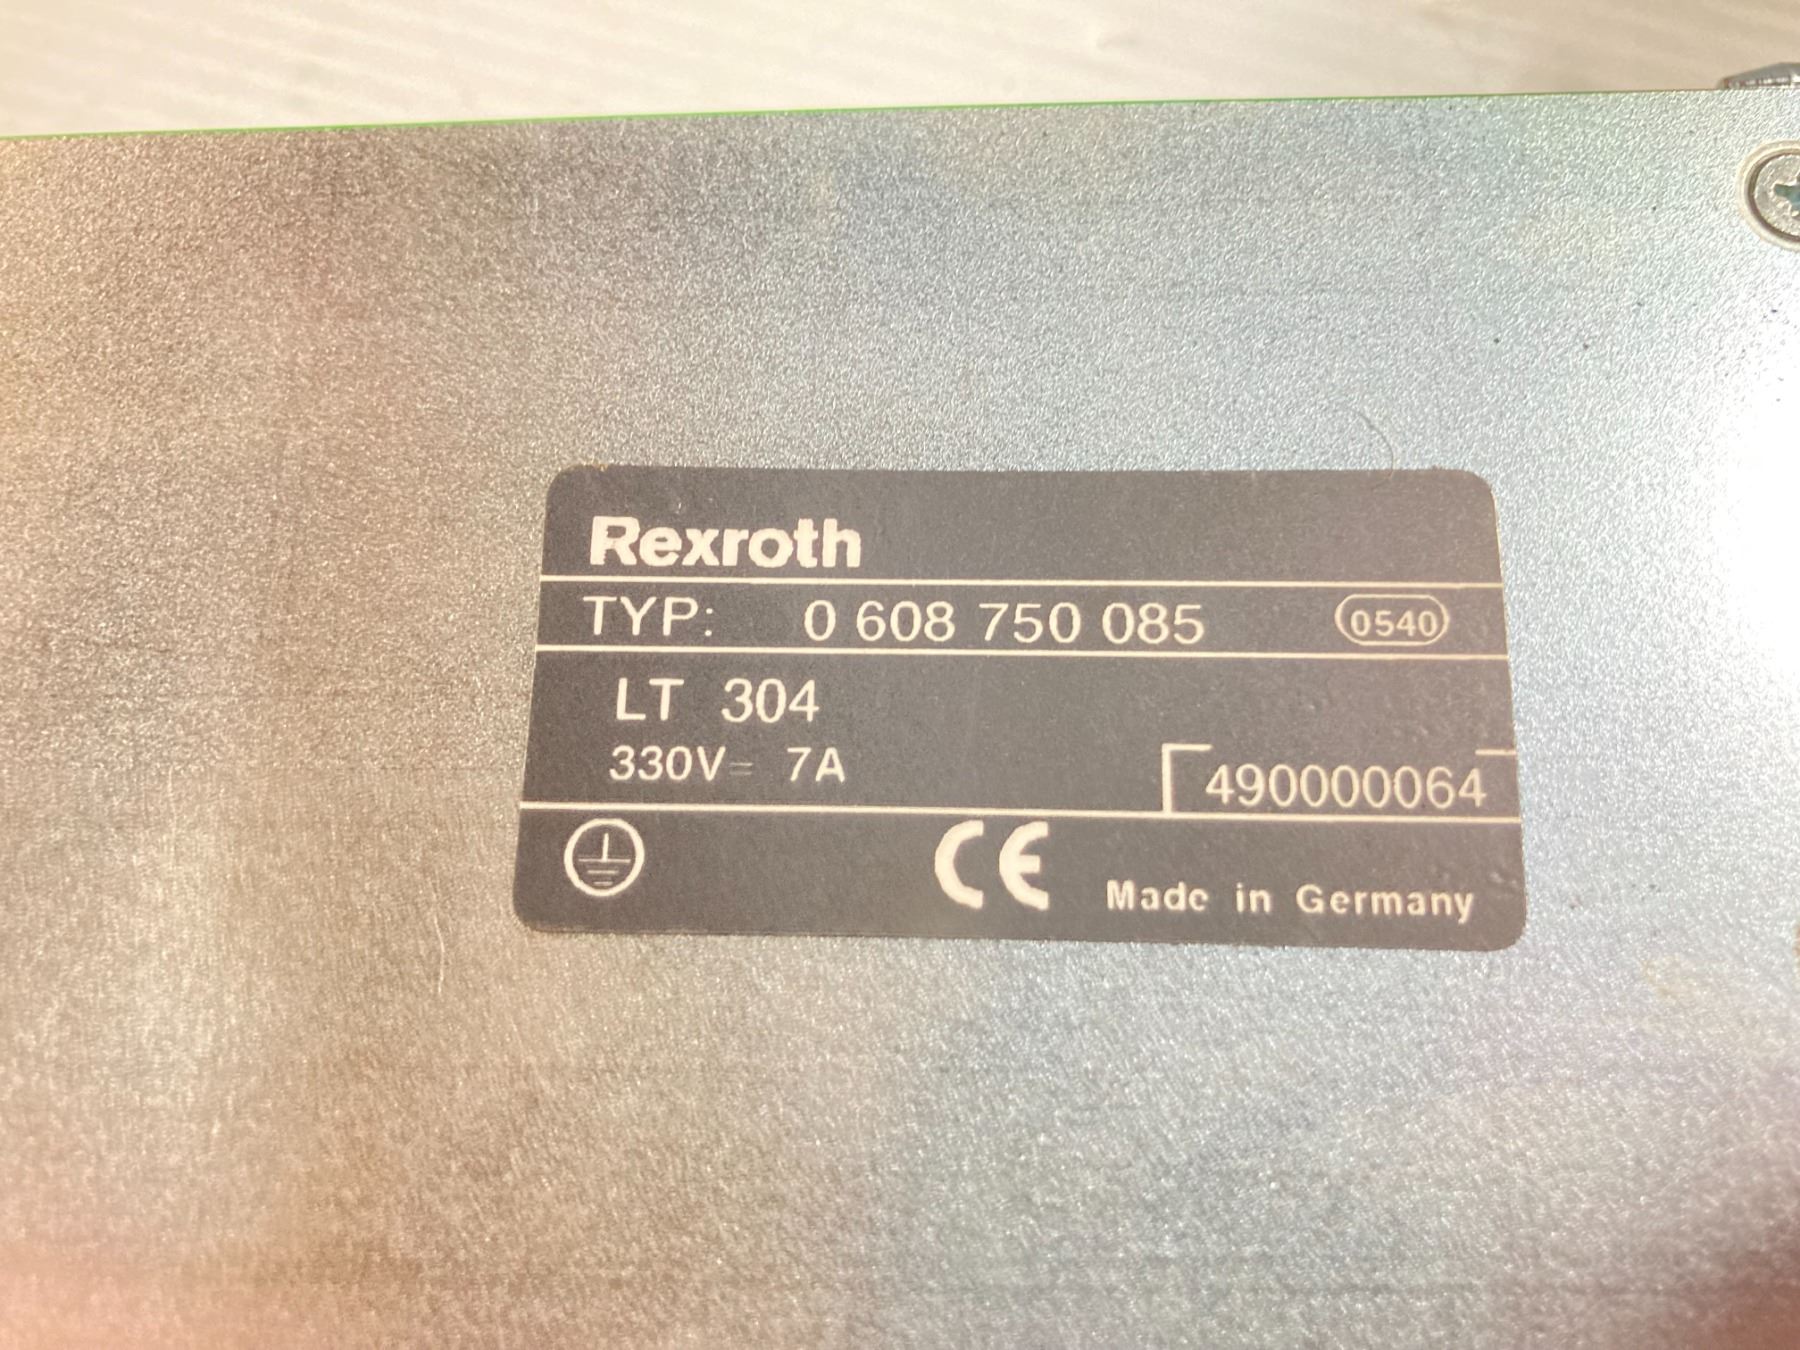 Rexroth
TYP: 0 608 750 085 0540
LT 304
330V= 7A
490000064
CE Made in Germany